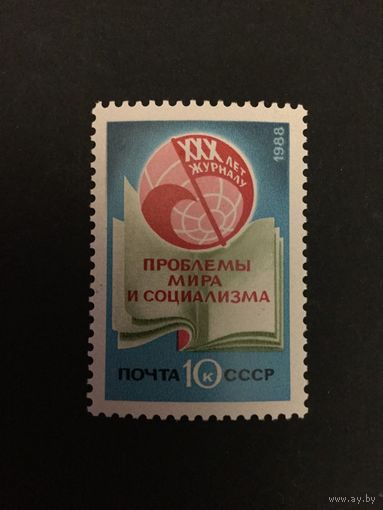 XXX ЛЕТ
ЖУРНАЛУ
1988
ПРОБЛЕМЫ
МИРА
И СОЦИАЛИЗМА
ПОЧТА 10 К СССР
www.ay.by